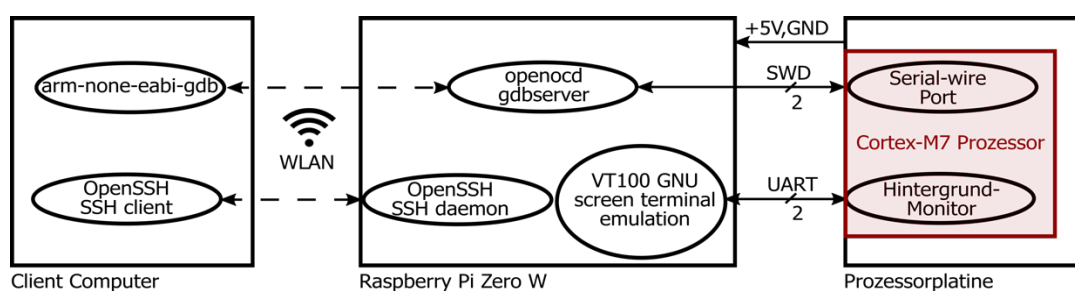 +5V,GND
arm-none-eabi-gdb
openocd
gdbserver
SWD
2
Serial-wire
Port
WLAN
Cortex-M7 Prozessor
OpenSSH
SSH client
OpenSSH
SSH daemon
VT100 GNU
screen terminal
emulation
UART
2
Hintergrund-
Monitor
Client Computer
Raspberry Pi Zero W
Prozessorplatine